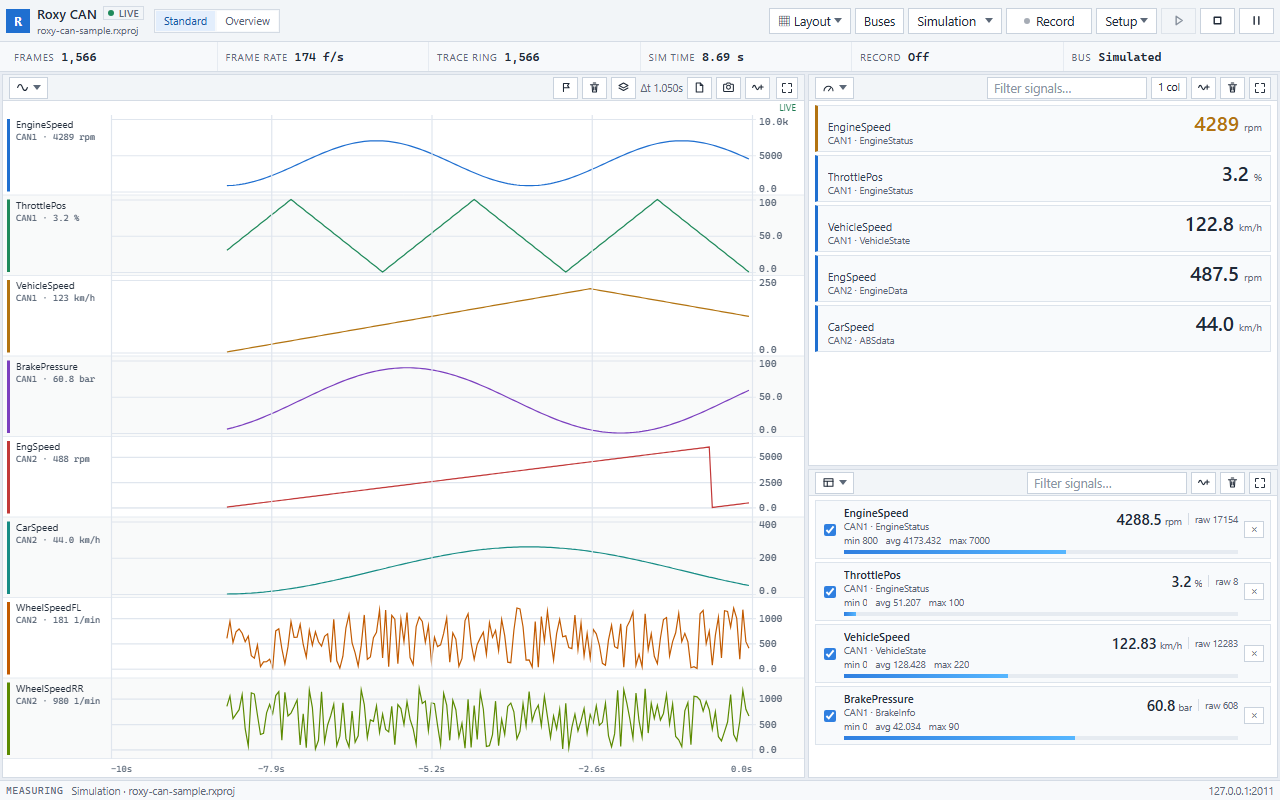 R Roxy CAN LIVE
roxy-can-sample.rxproj
Standard Overview
Layout Buses Simulation Record Setup
FRAMES 1,566 FRAME RATE 174 f/s TRACE RING 1,566 SIM TIME 8.69 s RECORD Off BUS Simulated
Δt 1.050s
LIVE
EngineSpeed
CAN1 · 4289 rpm
10.0k
5000
0.0
ThrottlePos
CAN1 · 3.2 %
100
50.0
0.0
VehicleSpeed
CAN1 · 123 km/h
250
0.0
BrakePressure
CAN1 · 60.8 bar
100
50.0
0.0
EngSpeed
CAN2 · 488 rpm
5000
2500
0.0
CarSpeed
CAN2 · 44.0 km/h
400
200
0.0
WheelSpeedFL
CAN2 · 181 1/min
1000
500
0.0
WheelSpeedRR
CAN2 · 980 1/min
1000
500
0.0
-10s -7.9s -5.2s -2.6s 0.0s
Filter signals... 1 col
EngineSpeed 4289 rpm
CAN1 · EngineStatus
ThrottlePos 3.2 %
CAN1 · EngineStatus
VehicleSpeed 122.8 km/h
CAN1 · VehicleState
EngSpeed 487.5 rpm
CAN2 · EngineData
CarSpeed 44.0 km/h
CAN2 · ABSdata
Filter signals...
EngineSpeed 4288.5 rpm raw 17154
CAN1 · EngineStatus
min 800 avg 4173.432 max 7000
ThrottlePos 3.2 % raw 8
CAN1 · EngineStatus
min 0 avg 51.207 max 100
VehicleSpeed 122.83 km/h raw 12283
CAN1 · VehicleState
min 0 avg 128.428 max 220
BrakePressure 60.8 bar raw 608
CAN1 · BrakeInfo
min 0 avg 42.034 max 90
MEASURING Simulation · roxy-can-sample.rxproj 127.0.0.1:2011